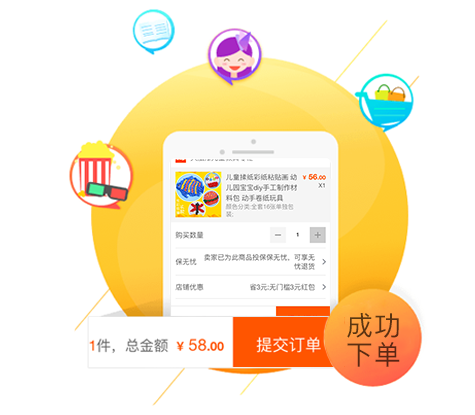 儿童揉纸彩纸粘贴画 动 ¥ 56.00
儿园宝宝diy手工制作材 X1
料包 动手卷纸玩具
颜色分类:全套16张单独包
装;
购买数量 − 1 +
保无忧 卖家已为此商品投保保无忧，可享无
忧退货 >
店铺优惠 省3元:无门槛3元红包 >
1件，总金额 ¥ 58.00 提交订单
成功
下单